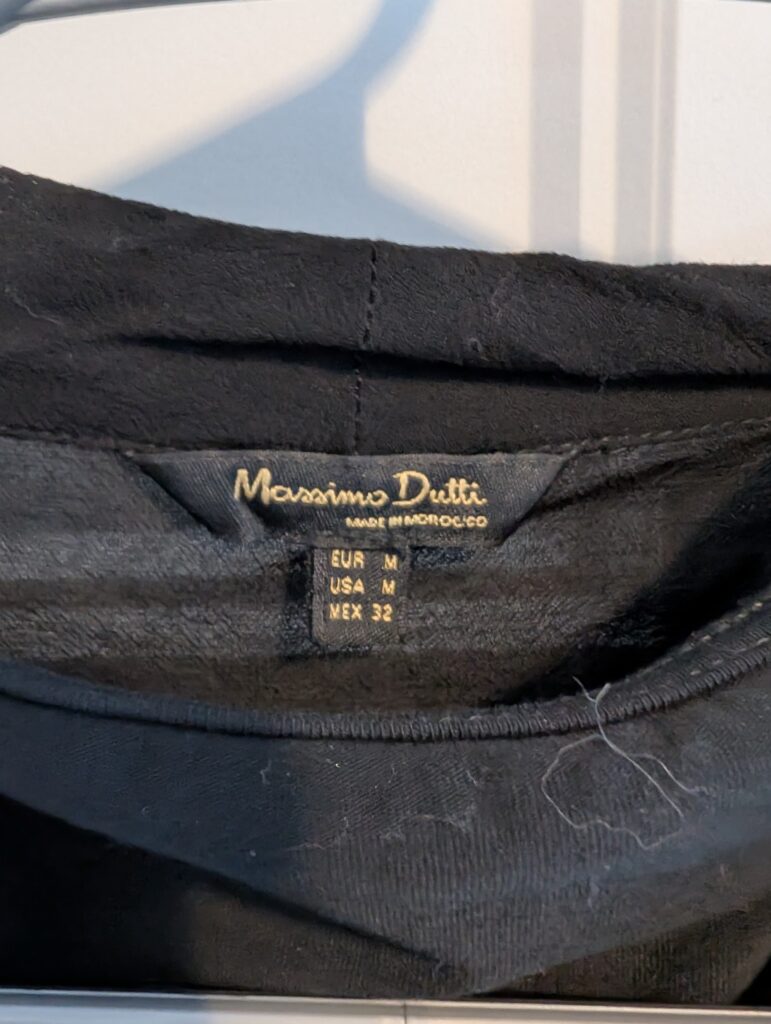 Massimo Dutti
MADE IN MOROCCO
EUR M
USA M
MEX 32